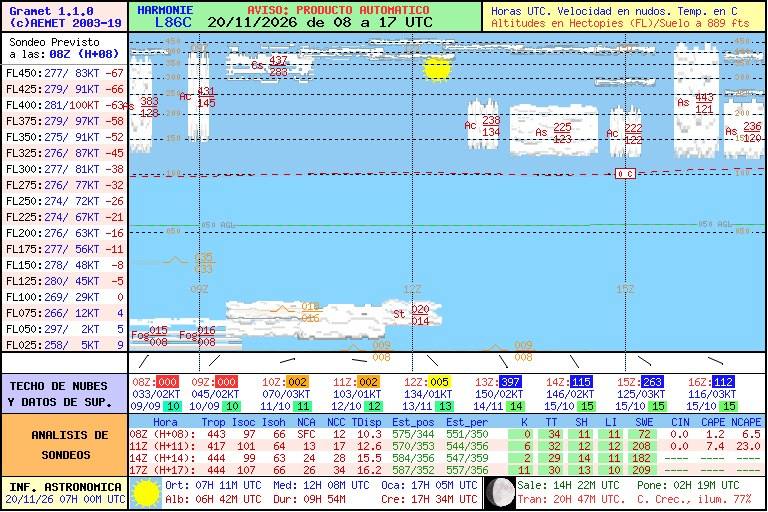 Gramet 1.1.0
(c)AEMET 2003-19
HARMONIE
L86C
AVISO: PRODUCTO AUTOMATICO
20/11/2026 de 08 a 17 UTC
Horas UTC. Velocidad en nudos. Temp. en C
Altitudes en Hectopies (FL)/Suelo a 889 fts
Sondeo Previsto
a las: 08Z (H+08)
FL450:277/ 83KT -67
FL425:279/ 91KT -66
FL400:281/100KT -63
FL375:279/ 97KT -58
FL350:275/ 91KT -52
FL325:276/ 87KT -45
FL300:277/ 81KT -38
FL275:276/ 77KT -32
FL250:274/ 72KT -26
FL225:274/ 67KT -21
FL200:276/ 63KT -16
FL175:277/ 56KT -11
FL150:278/ 48KT -8
FL125:280/ 45KT -5
FL100:269/ 29KT 0
FL075:266/ 12KT 4
FL050:297/ 2KT 5
FL025:258/ 5KT 9
As 383
128
Ac 431
145
Cs 437
283
Ac 238
134
As 225
123
Ac 222
122
As 443
121
As 236
120
0 C
050 AGL
050 AGL
035
033
12Z
15Z
018
016
St 020
014
Fog 015
008
Fog 016
008
009
008
009
008
TECHO DE NUBES
Y DATOS DE SUP.
08Z:000 09Z:000 10Z:002 11Z:002 12Z:005 13Z:397 14Z:115 15Z:263 16Z:112
033/02KT 045/02KT 070/03KT 102/03KT 134/01KT 150/02KT 146/02KT 125/03KT 116/03KT
09/09 10 10/09 10 11/10 11 12/10 12 13/11 13 14/11 14 15/10 15 15/10 15 15/10 15
ANALISIS DE
SONDEOS
Hora Trop Isoc Isoh NCA NCC TDisp Est_pos Est_per K TT SH LI SWE CIN CAPE NCAPE
08Z (H+08): 443 97 66 SFC 12 10.3 575/344 551/350 0 34 11 11 72 0.0 1.2 6.5
11Z (H+11): 417 101 64 13 17 12.6 570/353 544/356 6 32 12 12 208 0.0 7.4 23.0
14Z (H+14): 444 99 63 24 28 15.5 584/356 547/353 2 29 14 11 182
17Z (H+17): 444 107 66 26 34 16.2 587/352 557/356 11 30 13 10 209
INF. ASTRONOMICA
20/11/26 07H 00M UTC
Ort: 07H 11M UTC Med: 12H 08M UTC Oca: 17H 05M UTC
Alb: 06H 42M UTC Dur: 09H 54M Cre: 17H 34M UTC
Sale: 14H 22M UTC Pone: 02H 19M UTC
Tran: 20H 47M UTC. C. Crec., ilum. 77%